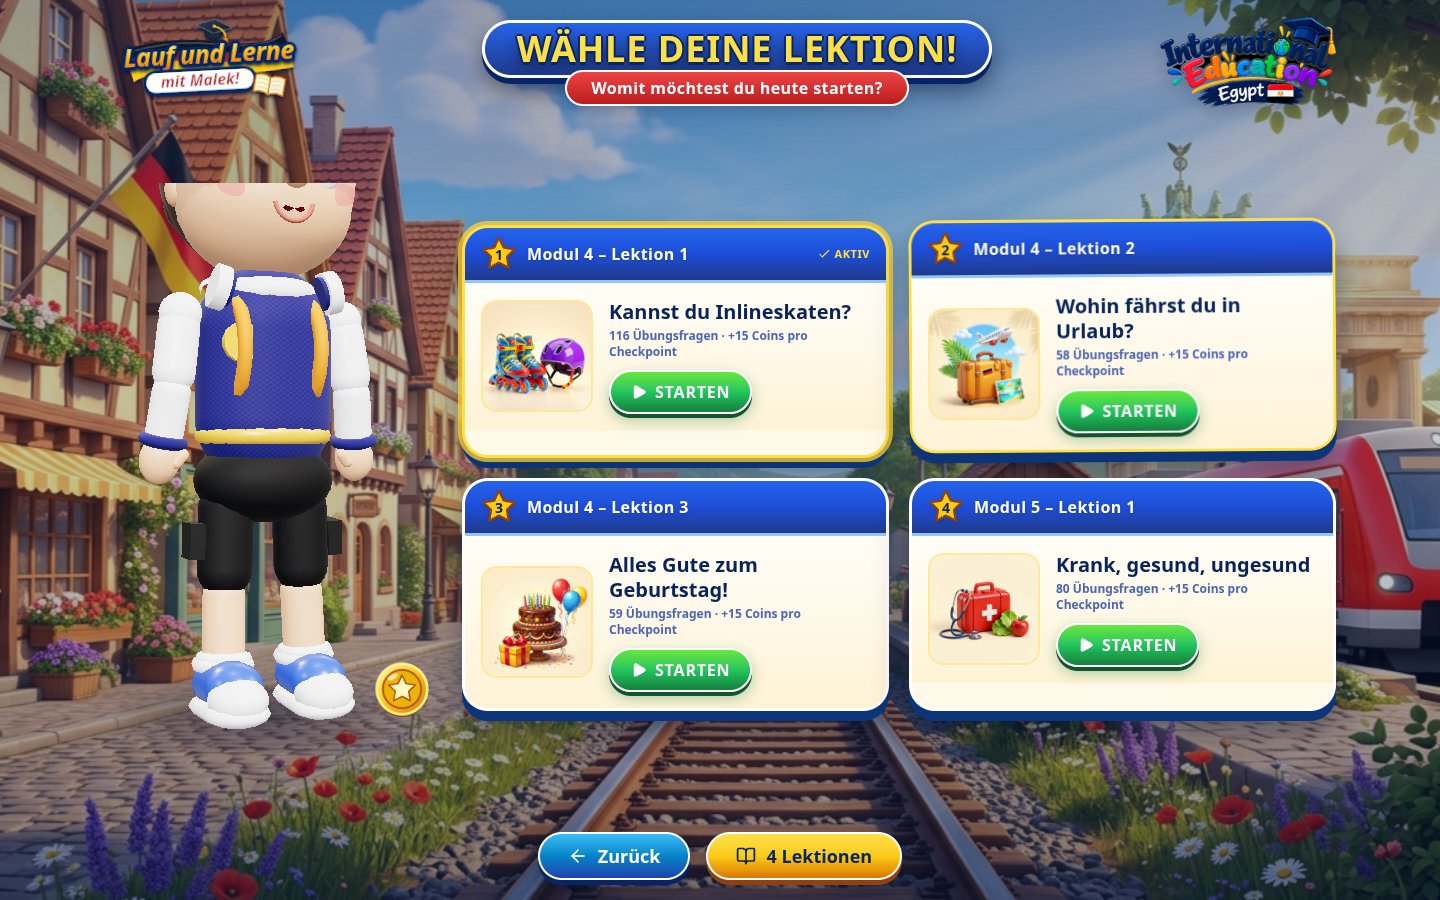 Lauf und Lerne
mit Malek!
WÄHLE DEINE LEKTION!
Womit möchtest du heute starten?
International
Education
Egypt
1
Modul 4 – Lektion 1
AKTIV
Kannst du Inlineskaten?
116 Übungsfragen · +15 Coins pro
Checkpoint
STARTEN
2
Modul 4 – Lektion 2
Wohin fährst du in
Urlaub?
58 Übungsfragen · +15 Coins pro
Checkpoint
STARTEN
3
Modul 4 – Lektion 3
Alles Gute zum
Geburtstag!
59 Übungsfragen · +15 Coins pro
Checkpoint
STARTEN
4
Modul 5 – Lektion 1
Krank, gesund, ungesund
80 Übungsfragen · +15 Coins pro
Checkpoint
STARTEN
Zurück
4 Lektionen